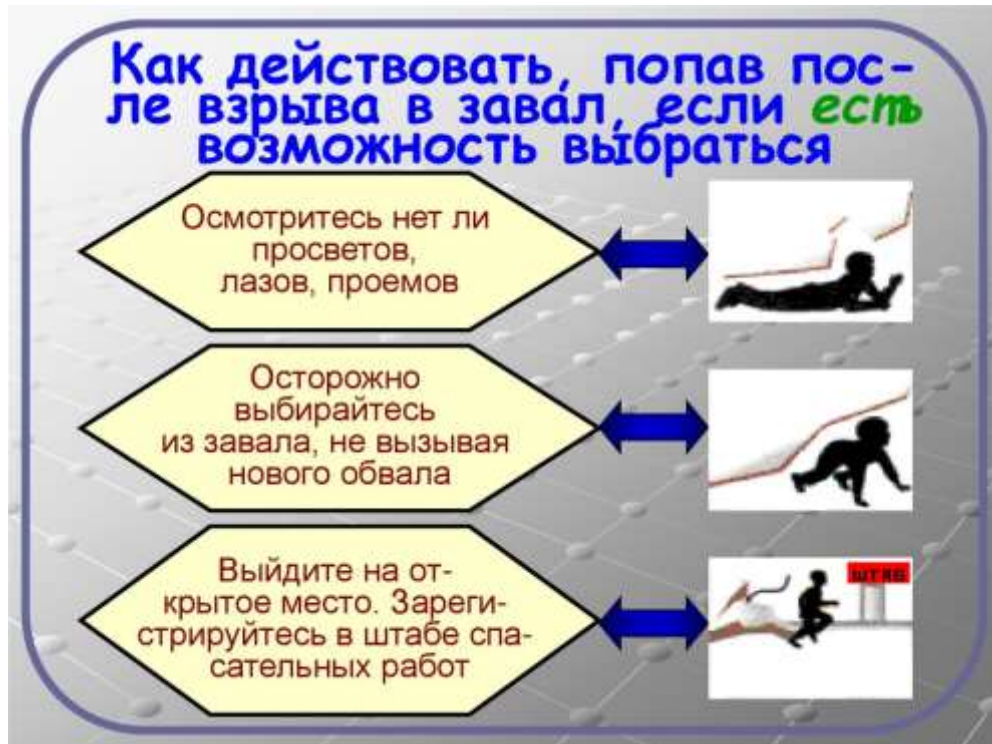 Как действовать, попав пос-
ле взрыва в завал, если есть
возможность выбраться
Осмотритесь нет ли
просветов,
лазов, проемов
Осторожно
выбирайтесь
из завала, не вызывая
нового обвала
Выйдите на от-
крытое место. Зареги-
стрируйтесь в штабе спа-
сательных работ
штаб